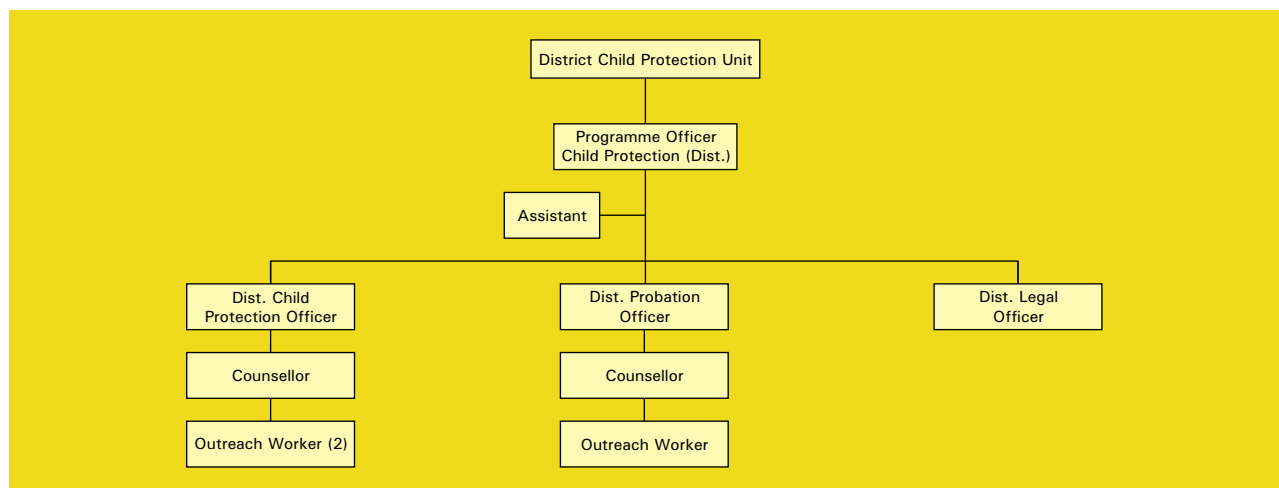 District Child Protection Unit
Programme Officer
Child Protection (Dist.)
Assistant
Dist. Child
Protection Officer
Dist. Probation
Officer
Dist. Legal
Officer
Counsellor
Counsellor
Outreach Worker (2)
Outreach Worker